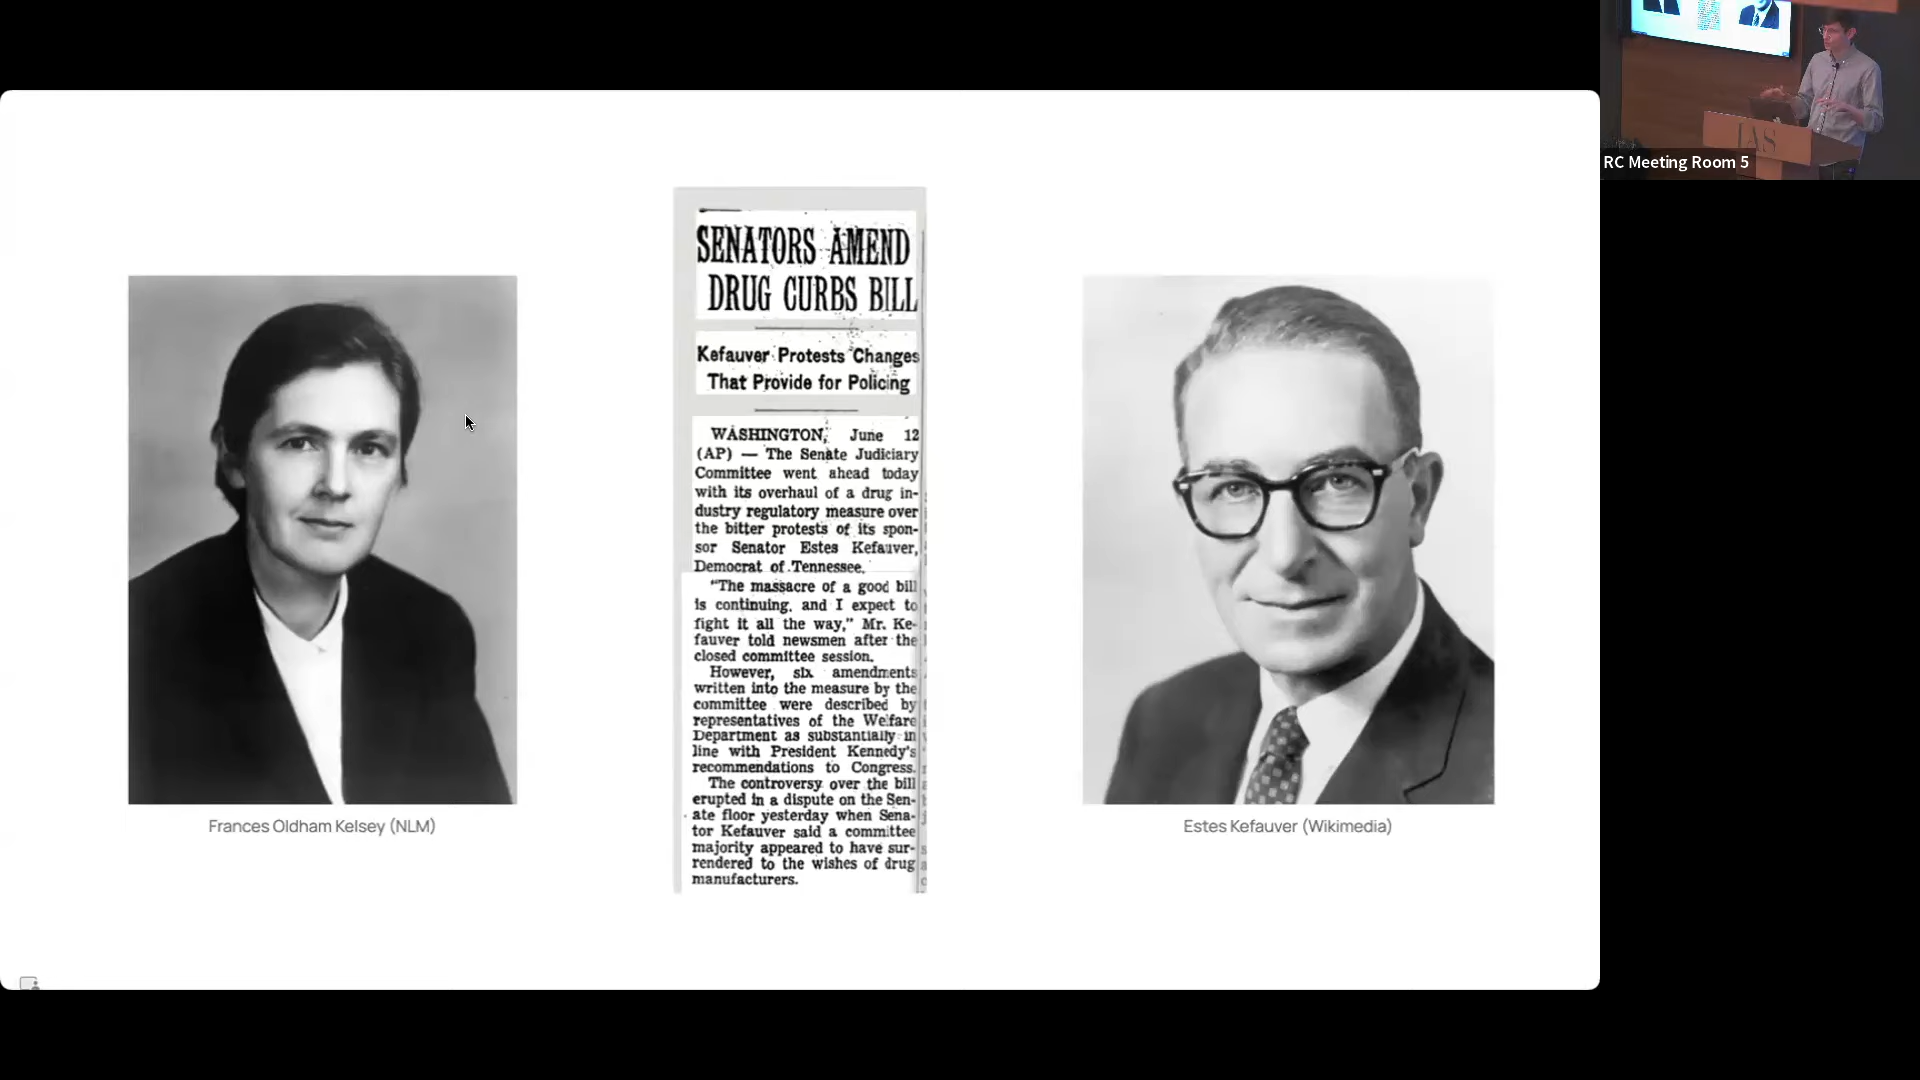 SENATORS AMEND
DRUG CURBS BILL
Kefauver Protests Changes
That Provide for Policing
WASHINGTON, June 12
(AP) — The Senate Judiciary
Committee went ahead today
with its overhaul of a drug in-
dustry regulatory measure over
the bitter protests of its spon-
sor Senator Estes Kefauver,
Democrat of Tennessee.
"The massacre of a good bill
is continuing, and I expect to
fight it all the way," Mr. Ke-
fauver told newsmen after the
closed committee session.
However, six amendments
written into the measure by the
committee were described by
representatives of the Welfare
Department as substantially in
line with President Kennedy's
recommendations to Congress.
The controversy over the bill
erupted in a dispute on the Sen-
ate floor yesterday when Sena-
tor Kefauver said a committee
majority appeared to have sur-
rendered to the wishes of drug
manufacturers.
Frances Oldham Kelsey (NLM)
Estes Kefauver (Wikimedia)
IAS
RC Meeting Room 5